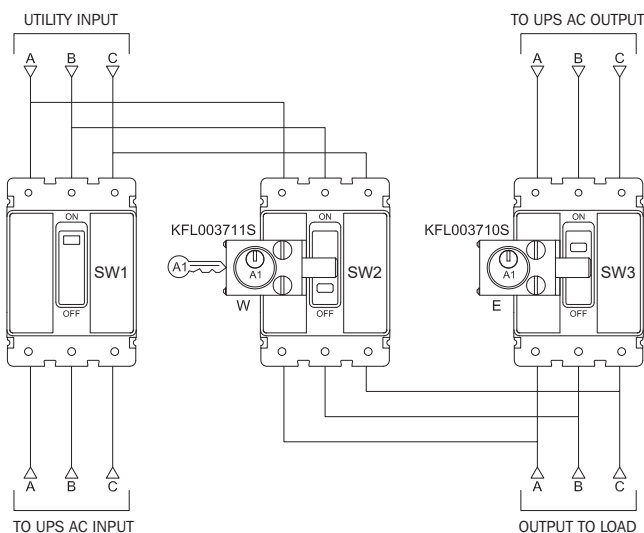 UTILITY INPUT
TO UPS AC OUTPUT
A B C
A B C
ON
SW1
OFF
KFL003711S
A1
A1
W
ON
SW2
OFF
KFL003710S
A1
E
ON
SW3
OFF
A B C
A B C
TO UPS AC INPUT
OUTPUT TO LOAD